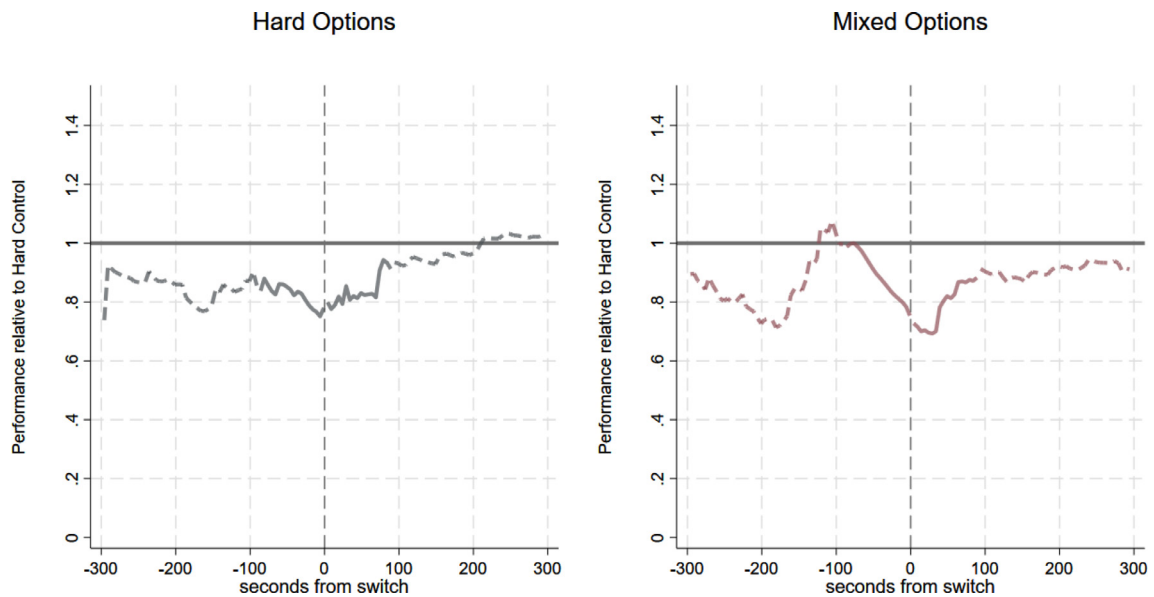 Hard Options
Mixed Options
Performance relative to Hard Control
1.4
1.2
1
.8
.6
.4
.2
0
-300 -200 -100 0 100 200 300
seconds from switch
Performance relative to Hard Control
1.4
1.2
1
.8
.6
.4
.2
0
-300 -200 -100 0 100 200 300
seconds from switch